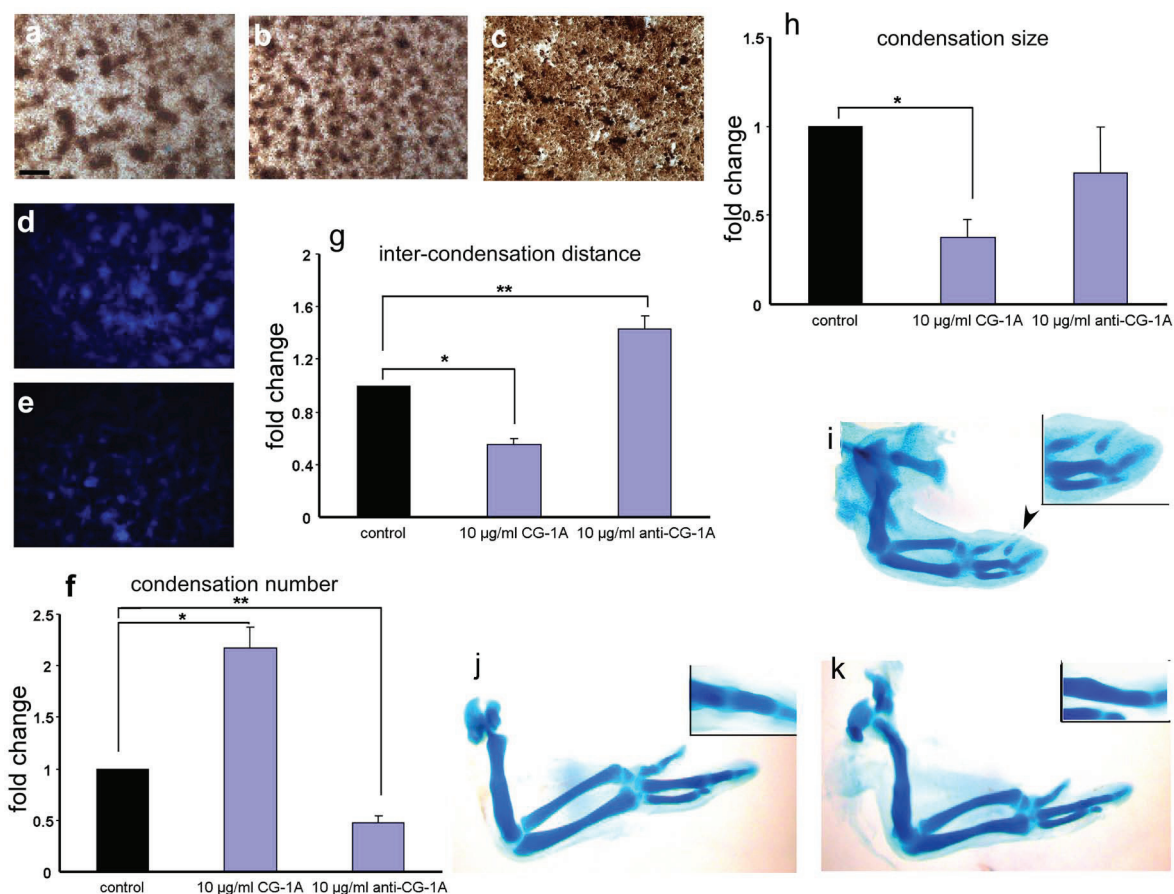 a
b
c
h
condensation size
1.5
1
0.5
0
fold change
*
control
10 µg/ml CG-1A
10 µg/ml anti-CG-1A
d
e
g
inter-condensation distance
2
1.6
1.2
0.8
0.4
0
fold change
*
**
control
10 µg/ml CG-1A
10 µg/ml anti-CG-1A
f
condensation number
2.5
2
1.5
1
0.5
0
fold change
**
*
control
10 µg/ml CG-1A
10 µg/ml anti-CG-1A
i
j
k